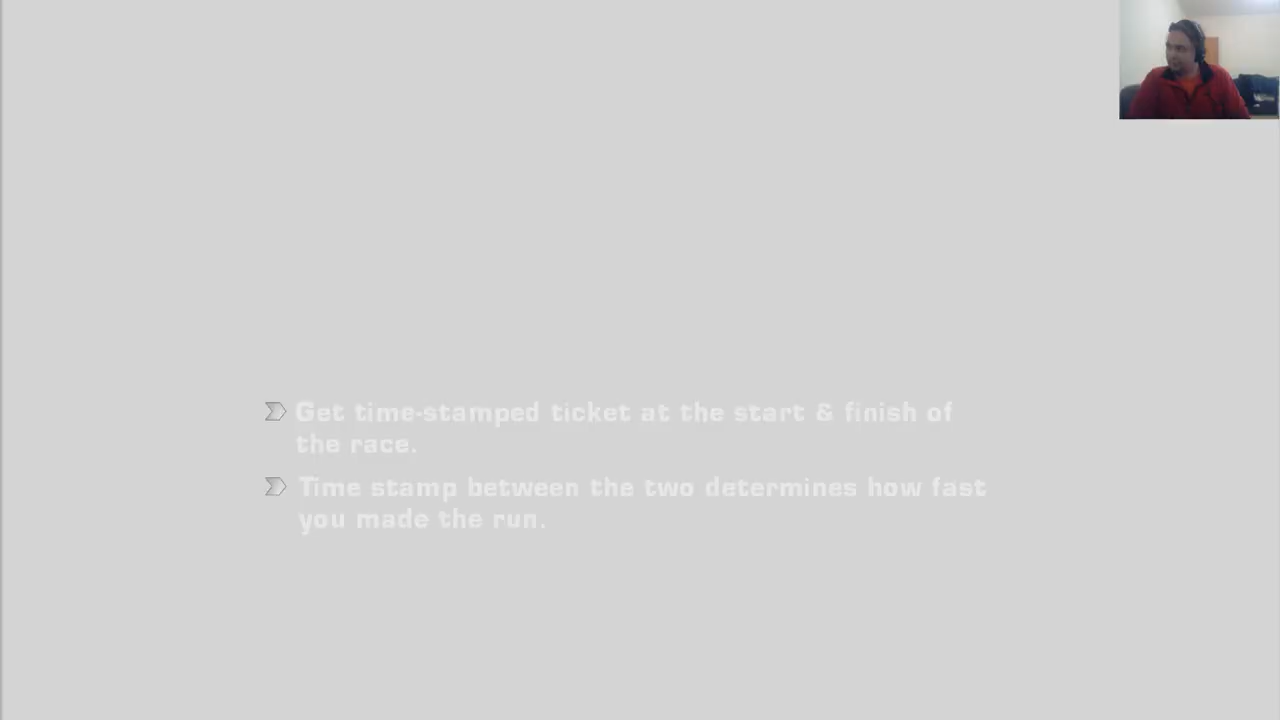 Get time-stamped ticket at the start & finish of
the race.
Time stamp between the two determines how fast
you made the run.